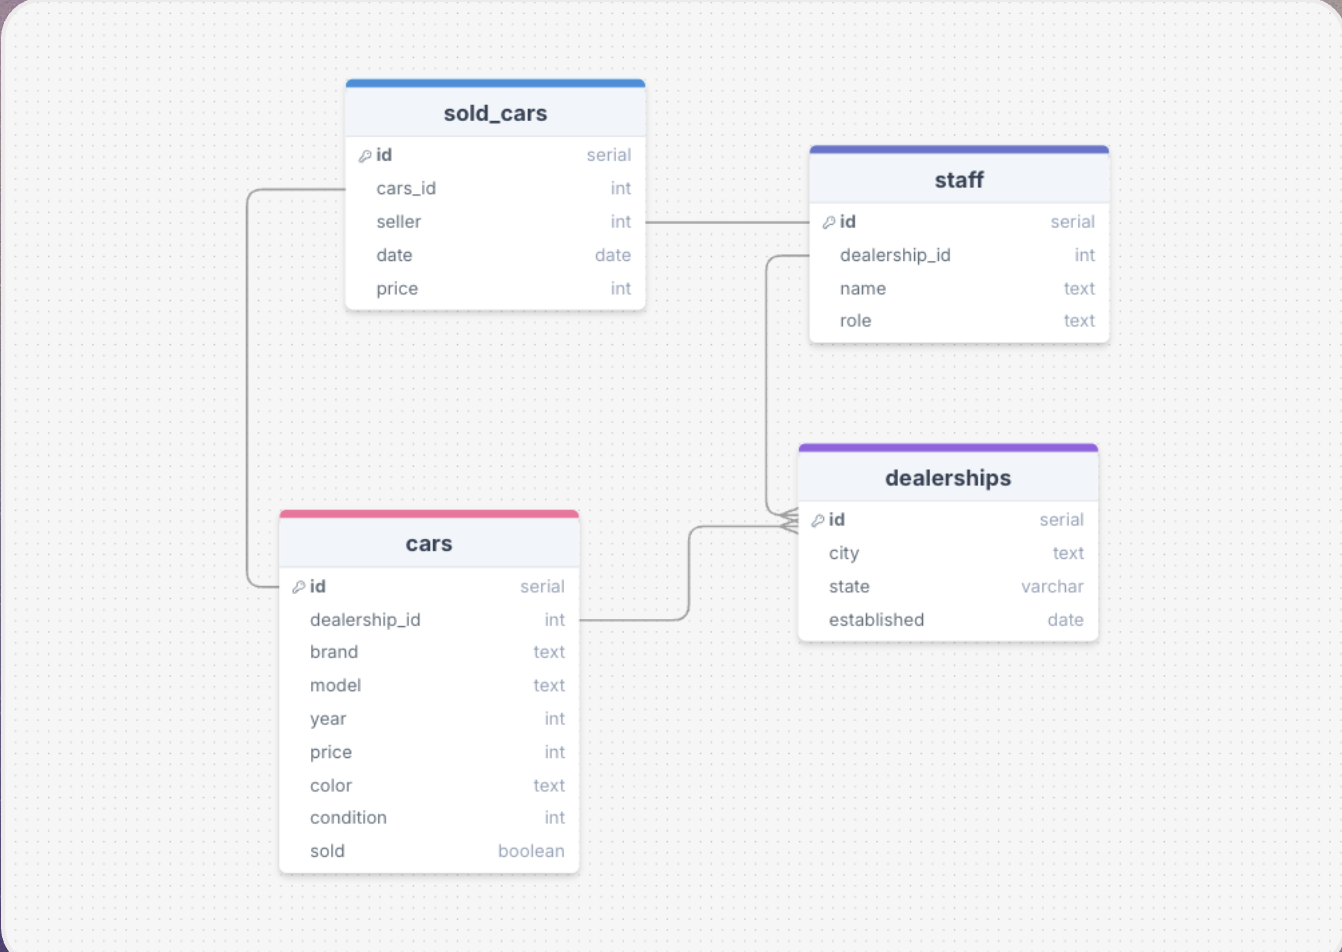 sold_cars
id serial
cars_id int
seller int
date date
price int
staff
id serial
dealership_id int
name text
role text
dealerships
id serial
city text
state varchar
established date
cars
id serial
dealership_id int
brand text
model text
year int
price int
color text
condition int
sold boolean